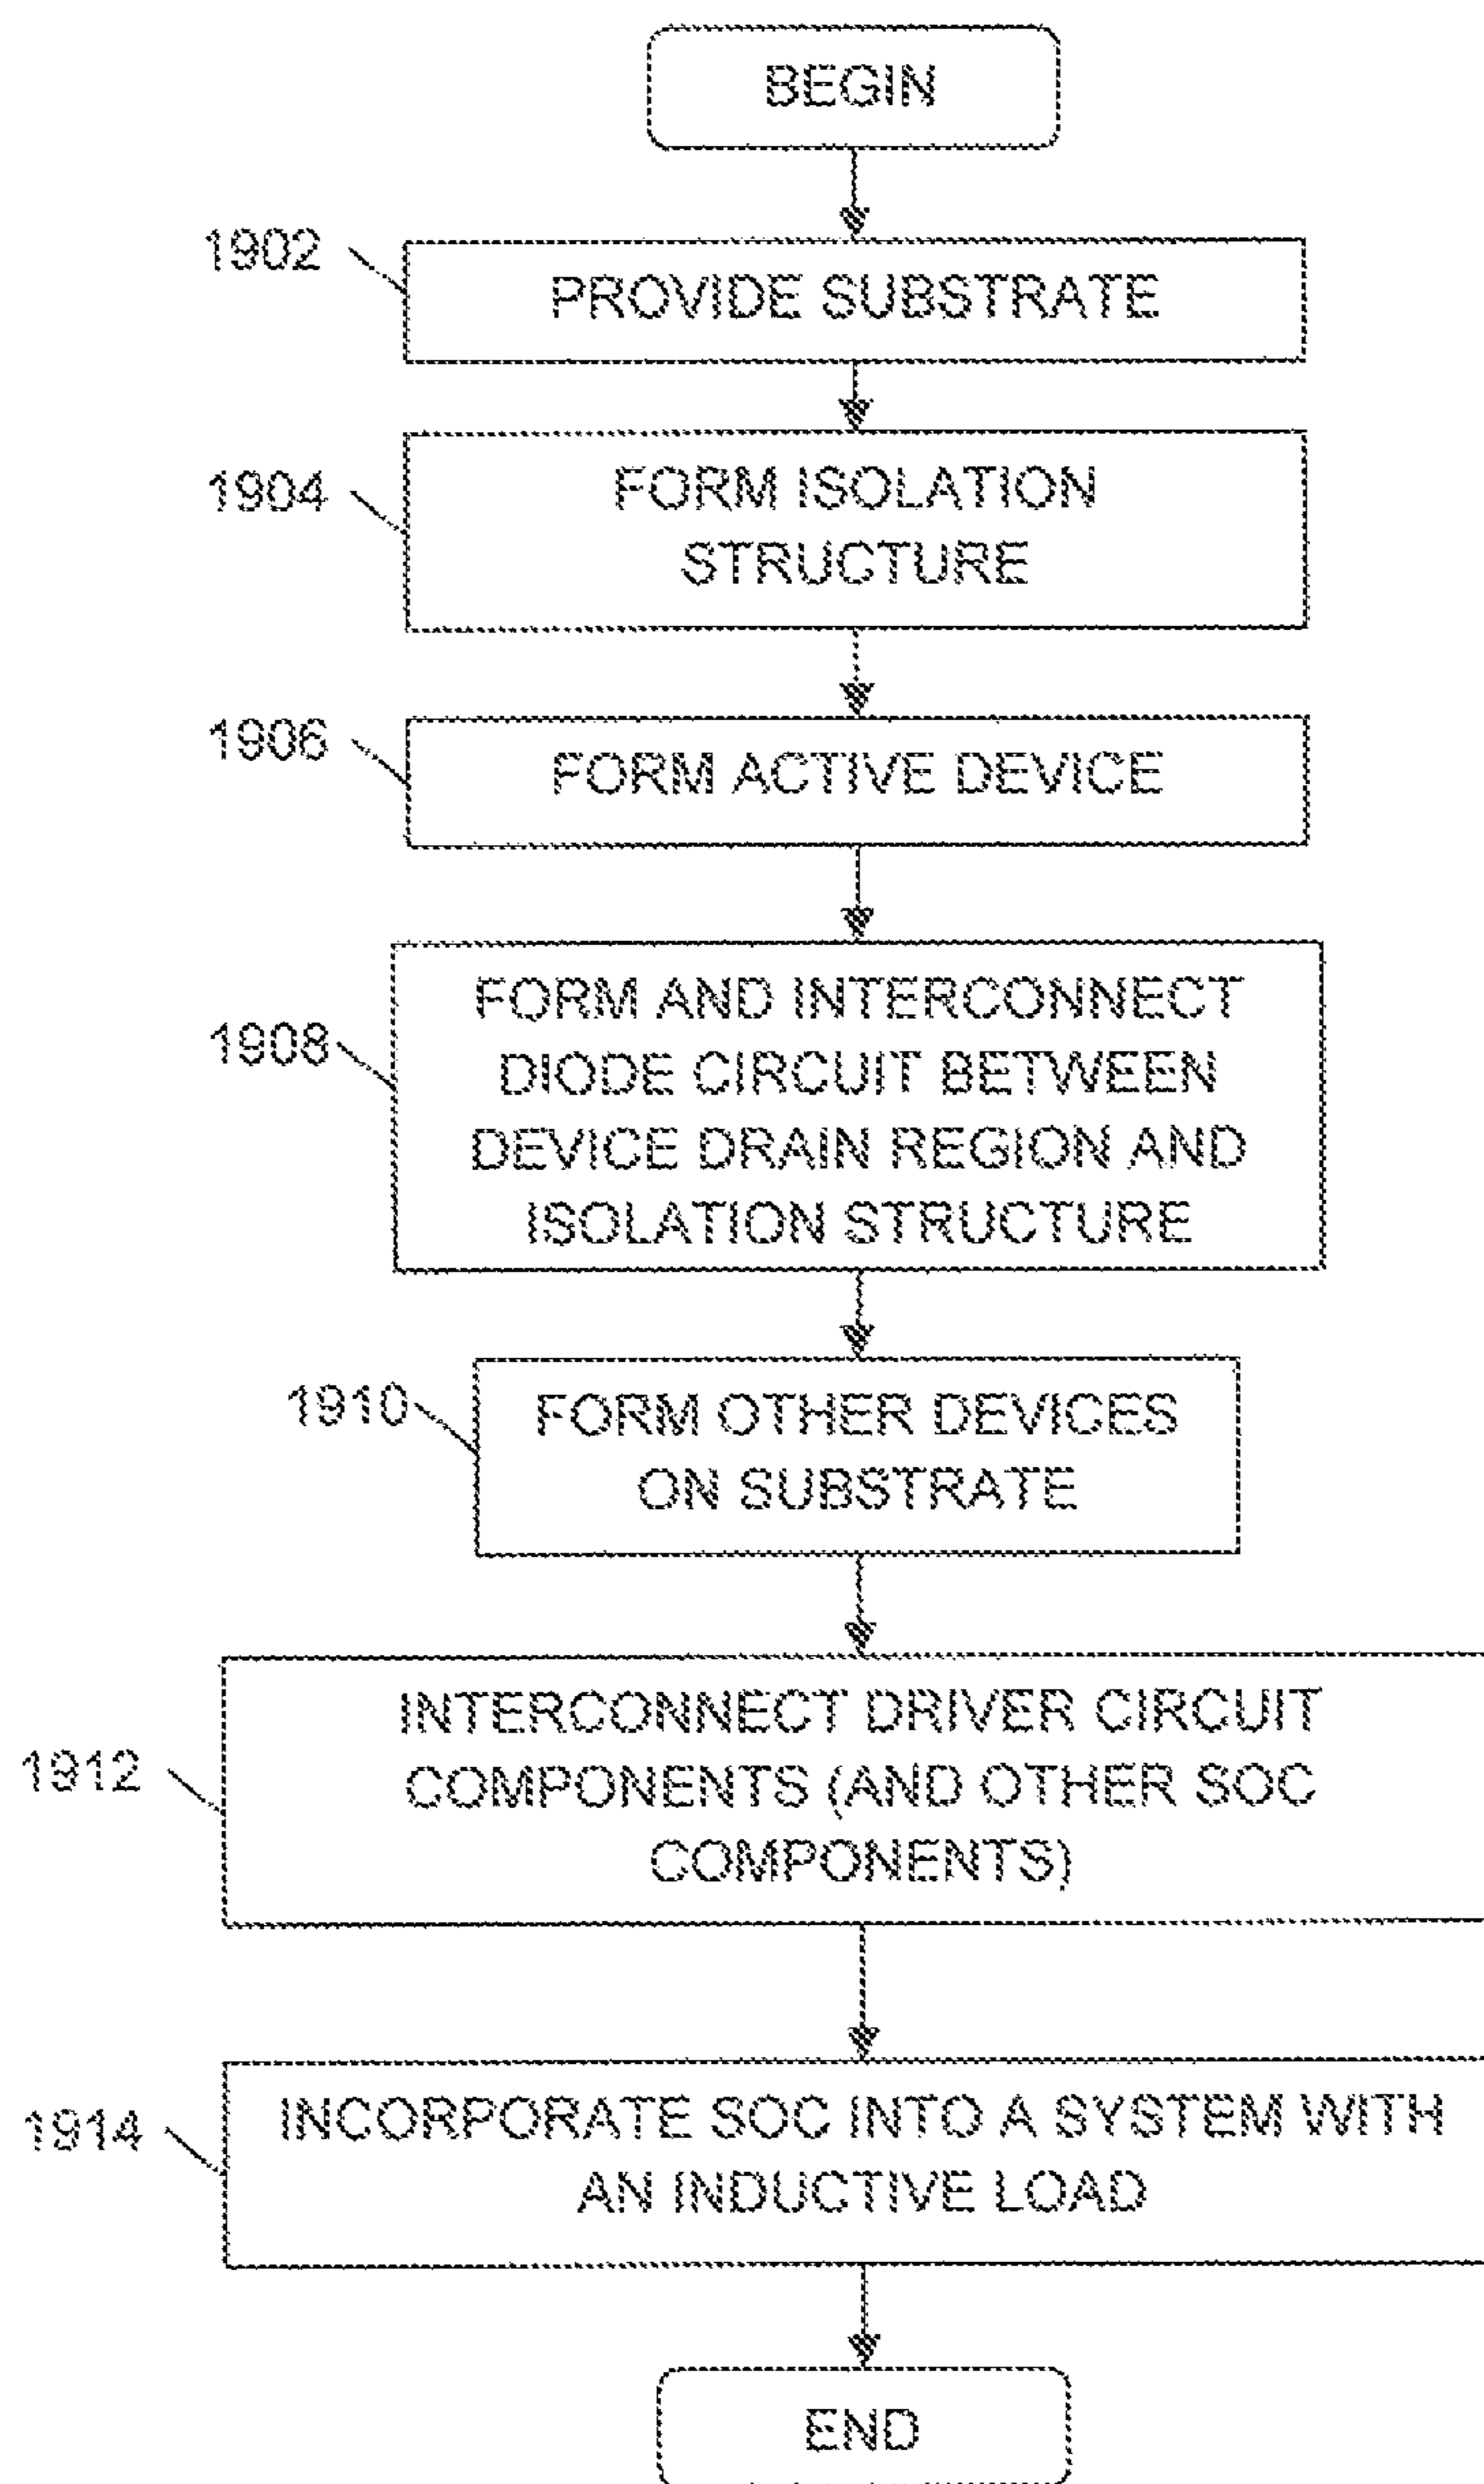 BEGIN
1902
PROVIDE SUBSTRATE
1904
FORM ISOLATION
STRUCTURE
1906
FORM ACTIVE DEVICE
1908
FORM AND INTERCONNECT
DIODE CIRCUIT BETWEEN
DEVICE DRAIN REGION AND
ISOLATION STRUCTURE
1910
FORM OTHER DEVICES
ON SUBSTRATE
1912
INTERCONNECT DRIVER CIRCUIT
COMPONENTS (AND OTHER SOC
COMPONENTS)
1914
INCORPORATE SOC INTO A SYSTEM WITH
AN INDUCTIVE LOAD
END